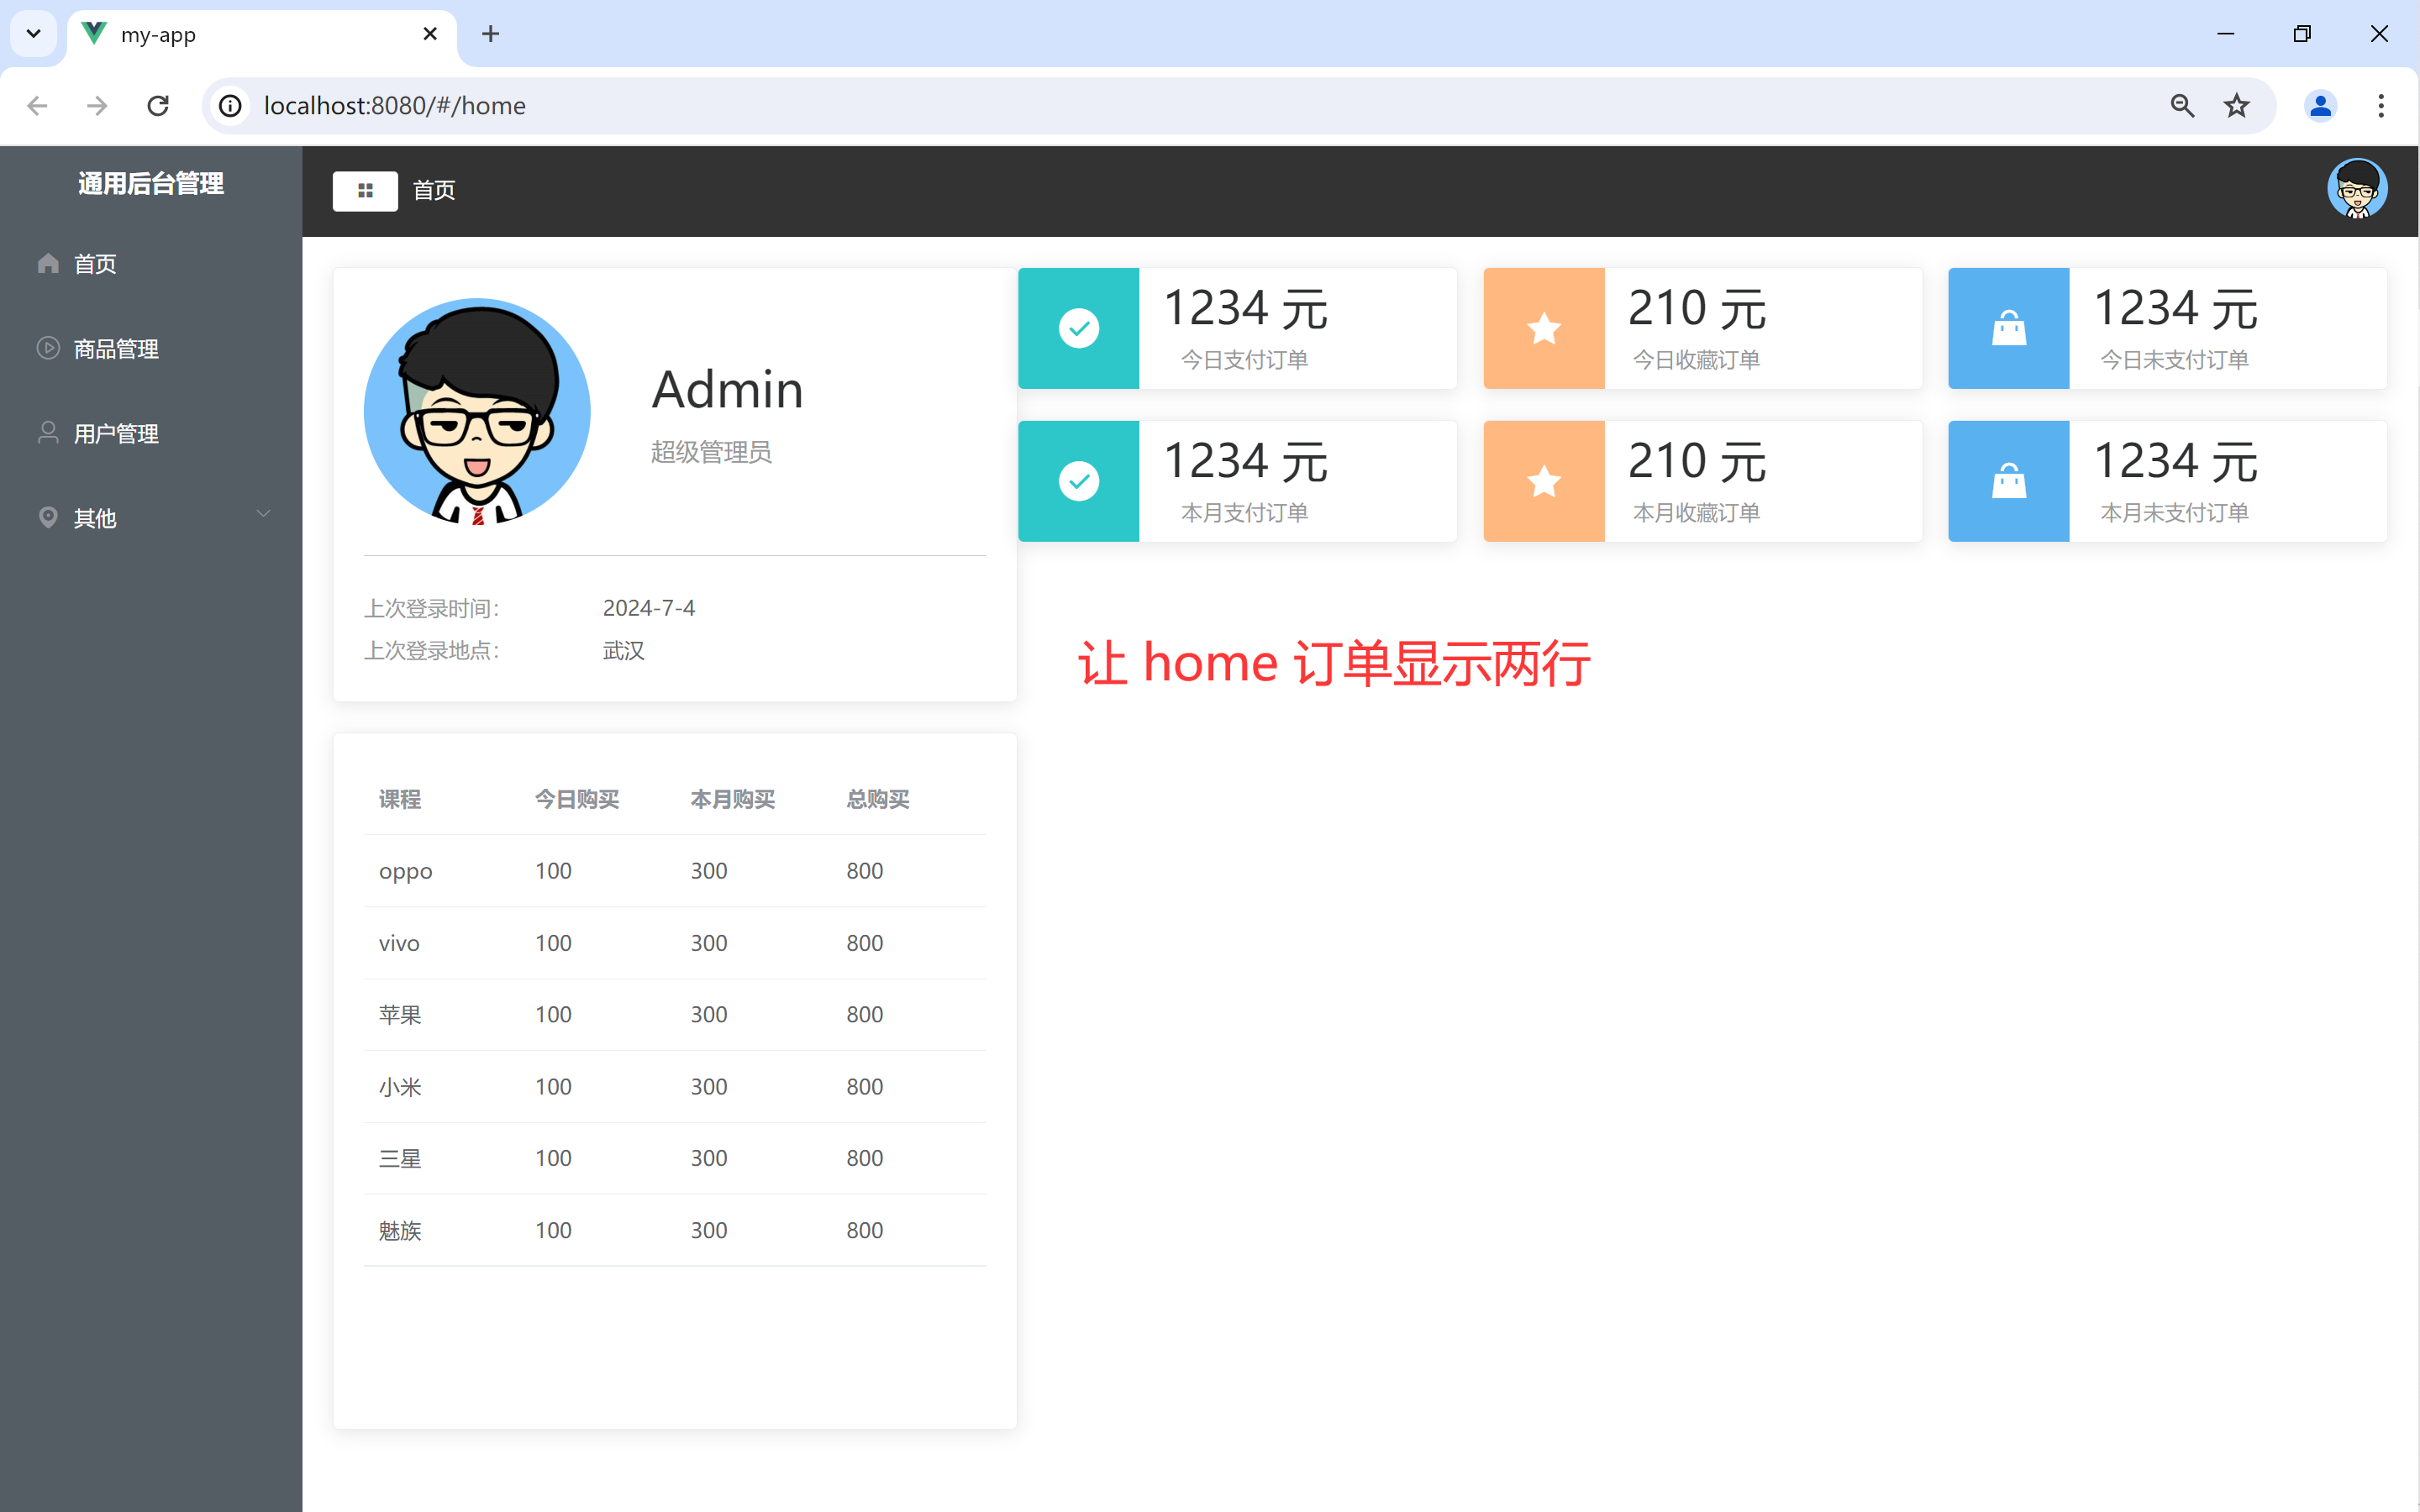 my-app
localhost:8080/#/home
通用后台管理
首页
商品管理
用户管理
其他
首页
Admin
超级管理员
上次登录时间：
2024-7-4
上次登录地点：
武汉
1234 元
今日支付订单
210 元
今日收藏订单
1234 元
今日未支付订单
1234 元
本月支付订单
210 元
本月收藏订单
1234 元
本月未支付订单
让 home 订单显示两行
课程 今日购买 本月购买 总购买
oppo 100 300 800
vivo 100 300 800
苹果 100 300 800
小米 100 300 800
三星 100 300 800
魅族 100 300 800